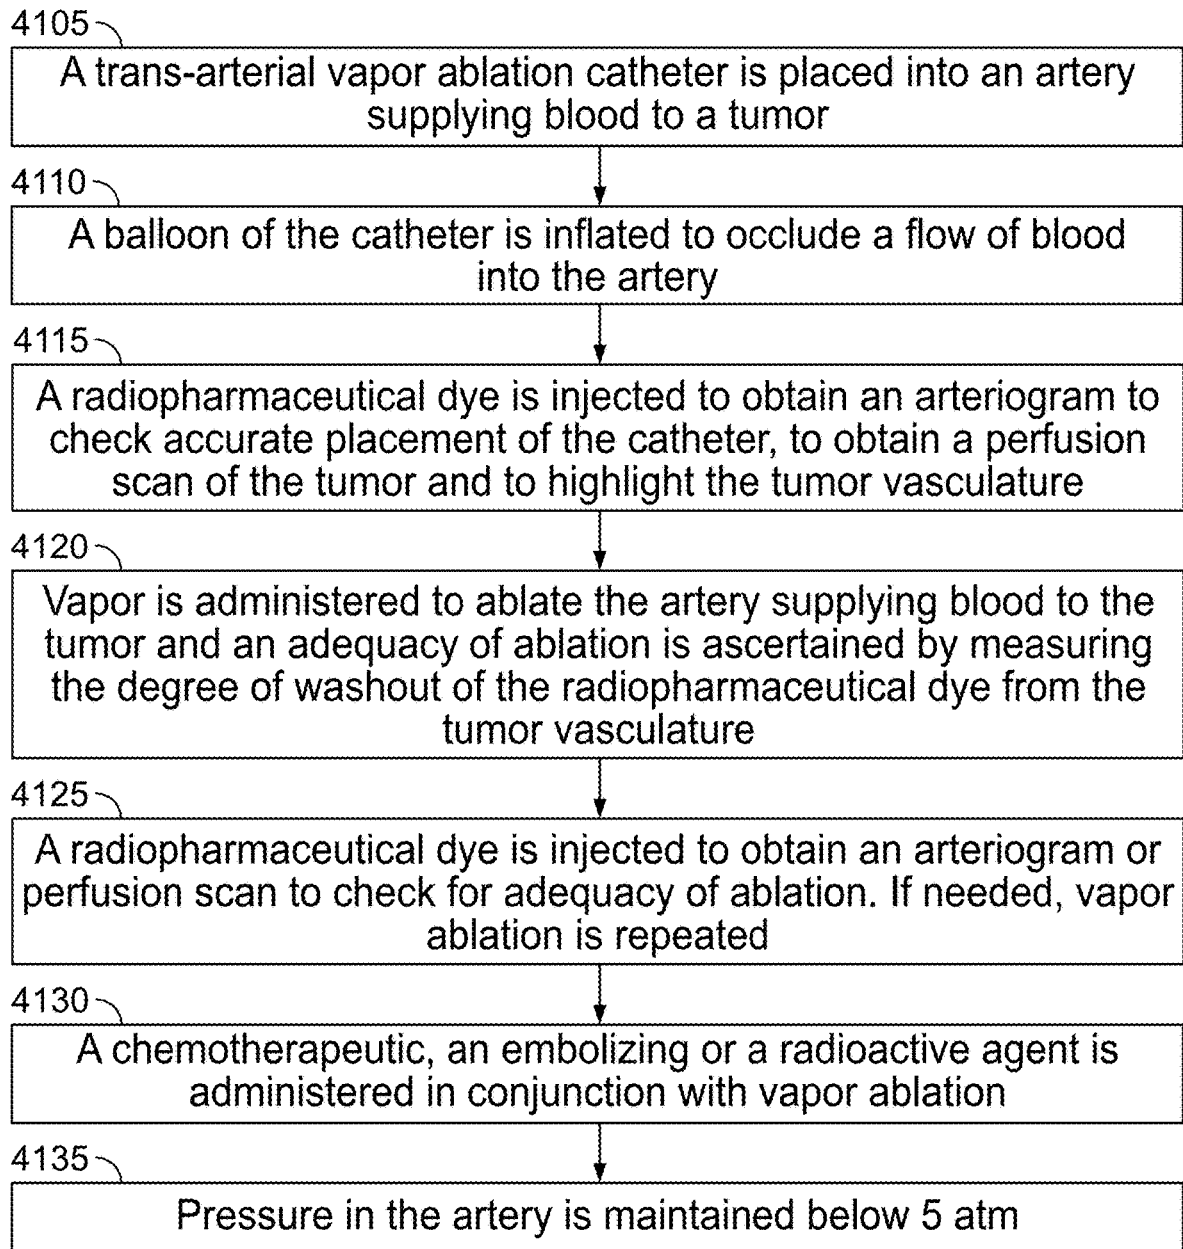 4105
A trans-arterial vapor ablation catheter is placed into an artery
supplying blood to a tumor
4110
A balloon of the catheter is inflated to occlude a flow of blood
into the artery
4115
A radiopharmaceutical dye is injected to obtain an arteriogram to
check accurate placement of the catheter, to obtain a perfusion
scan of the tumor and to highlight the tumor vasculature
4120
Vapor is administered to ablate the artery supplying blood to the
tumor and an adequacy of ablation is ascertained by measuring
the degree of washout of the radiopharmaceutical dye from the
tumor vasculature
4125
A radiopharmaceutical dye is injected to obtain an arteriogram or
perfusion scan to check for adequacy of ablation. If needed, vapor
ablation is repeated
4130
A chemotherapeutic, an embolizing or a radioactive agent is
administered in conjunction with vapor ablation
4135
Pressure in the artery is maintained below 5 atm